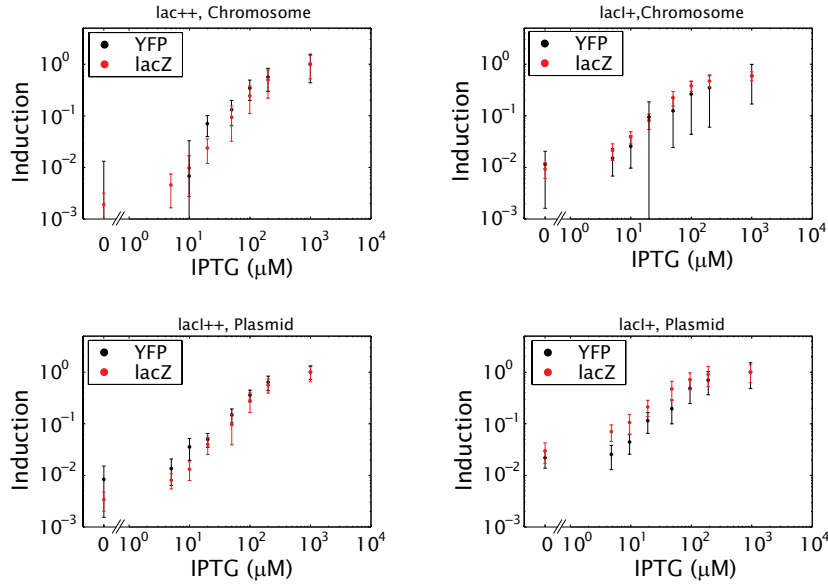 lac++, Chromosome
YFP
lacZ
Induction
10^0
10^-1
10^-2
10^-3
0 10^0 10^1 10^2 10^3 10^4
IPTG (μM)
lacI+,Chromosome
YFP
lacZ
Induction
10^0
10^-1
10^-2
10^-3
0 10^0 10^1 10^2 10^3 10^4
IPTG (μM)
lacI++, Plasmid
YFP
lacZ
Induction
10^0
10^-1
10^-2
10^-3
0 10^0 10^1 10^2 10^3 10^4
IPTG (μM)
lacI+, Plasmid
YFP
lacZ
Induction
10^0
10^-1
10^-2
10^-3
0 10^0 10^1 10^2 10^3 10^4
IPTG (μM)